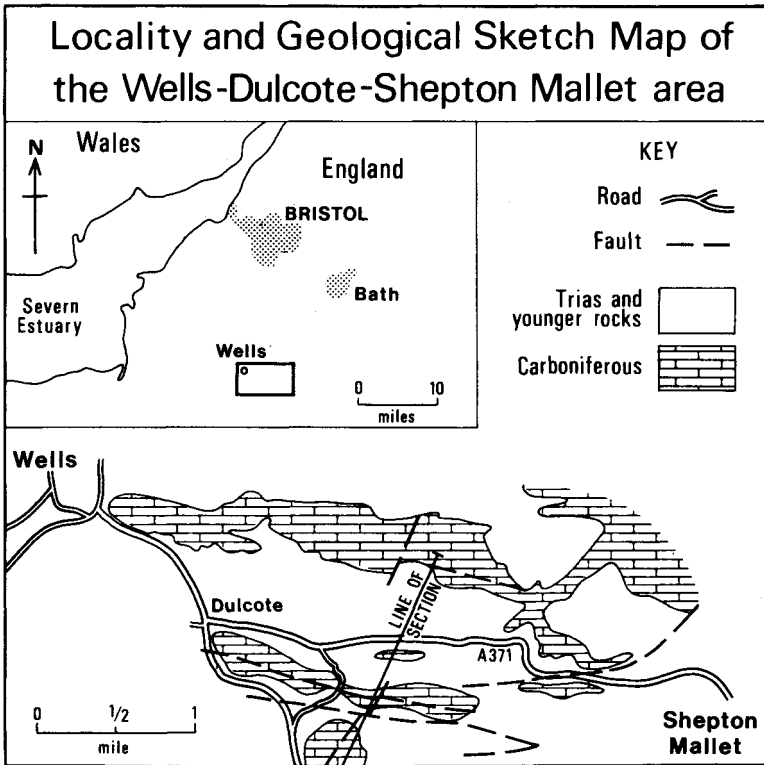 Locality and Geological Sketch Map of
the Wells-Dulcote-Shepton Mallet area
N
Wales
England
BRISTOL
Bath
Severn
Estuary
Wells
0 10
miles
KEY
Road
Fault
Trias and
younger rocks
Carboniferous
Wells
Dulcote
LINE OF
SECTION
A371
0 1/2 1
mile
Shepton
Mallet